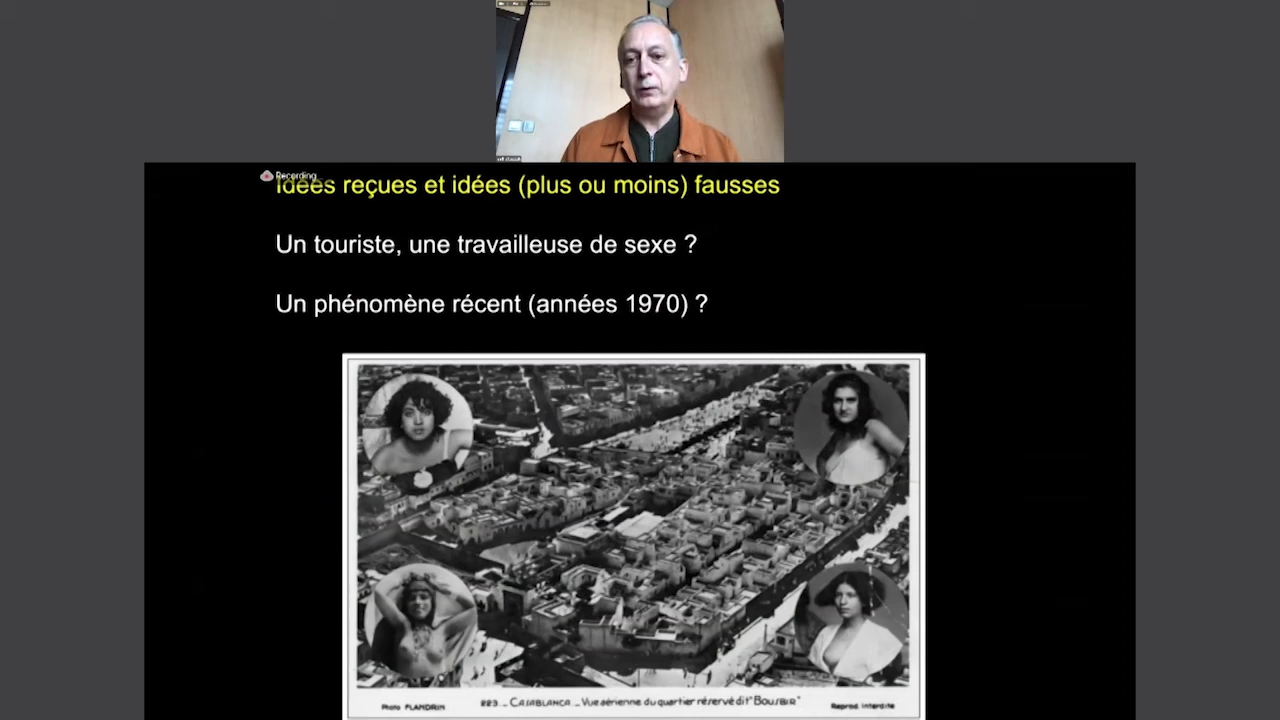 Recording
Idées reçues et idées (plus ou moins) fausses
Un touriste, une travailleuse de sexe ?
Un phénomène récent (années 1970) ?
Photo FLANDRIN
223 _ CASABLANCA _ Vue aérienne du quartier réservé dit "BOUSBIR"
Reprod. Interdite